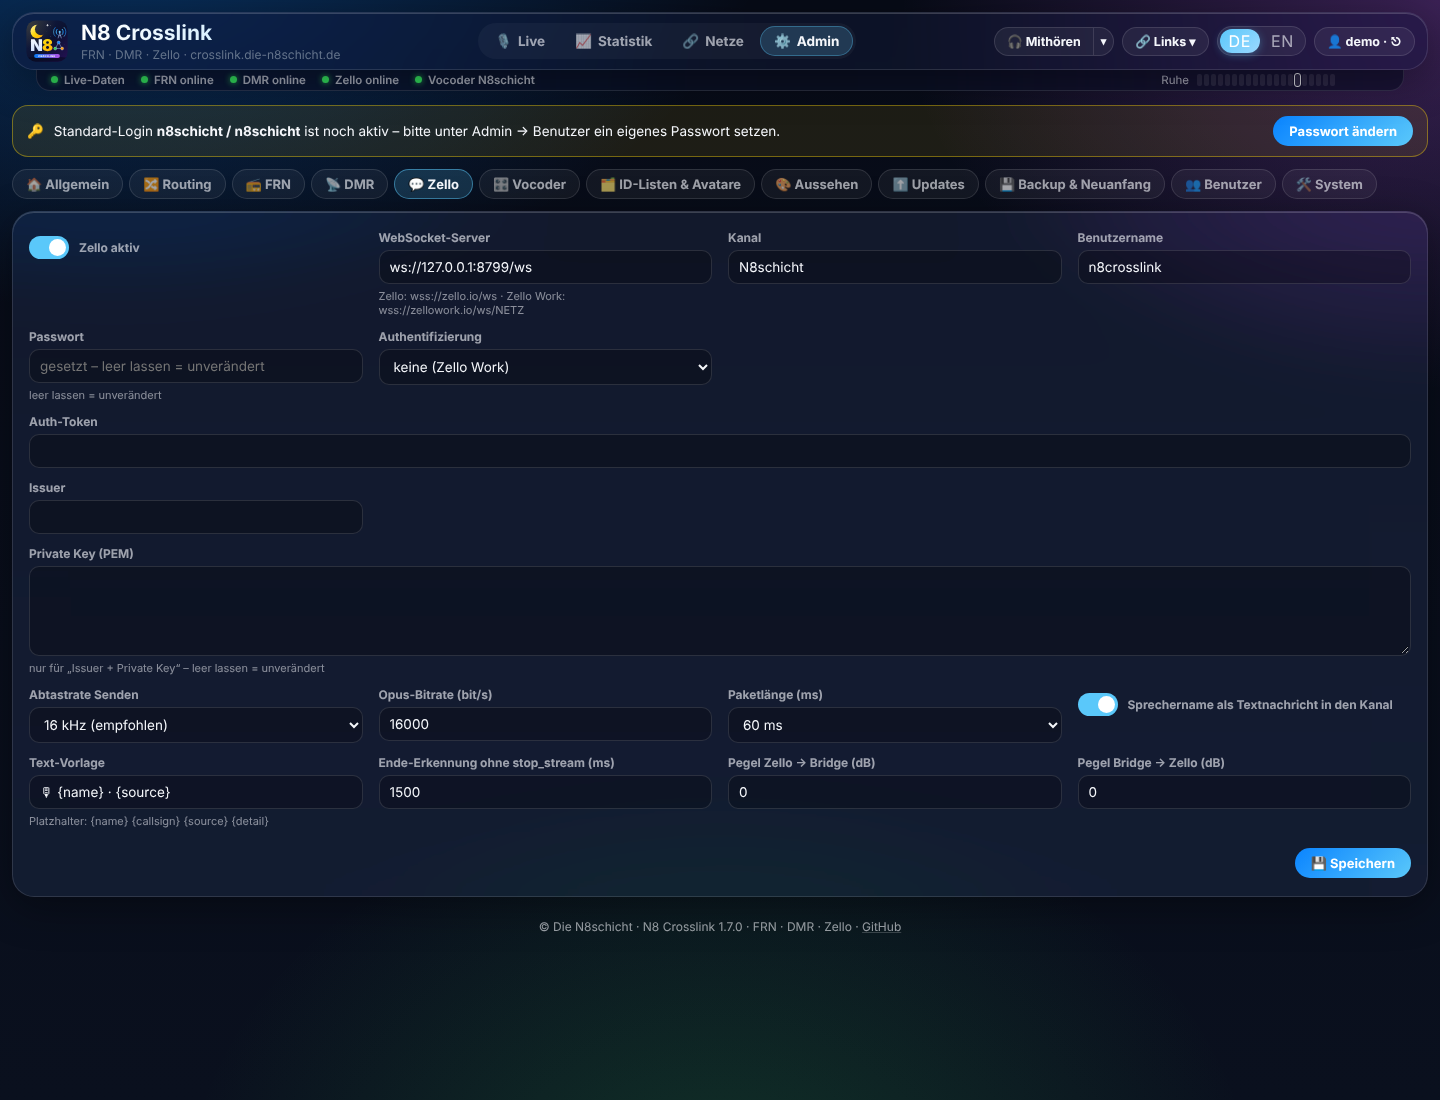 N8 Crosslink
FRN · DMR · Zello · crosslink.die-n8schicht.de
🎙️ Live
📈 Statistik
🔗 Netze
⚙️ Admin
🎧 Mithören ▾
🔗 Links ▾
DE EN
👤 demo · ⎋
Live-Daten
FRN online
DMR online
Zello online
Vocoder N8schicht
Ruhe
🔑 Standard-Login n8schicht / n8schicht ist noch aktiv – bitte unter Admin → Benutzer ein eigenes Passwort setzen.
Passwort ändern
🏠 Allgemein
🔀 Routing
📻 FRN
📡 DMR
💬 Zello
🎛️ Vocoder
🗂️ ID-Listen & Avatare
🎨 Aussehen
⬆️ Updates
💾 Backup & Neuanfang
👥 Benutzer
🛠️ System
Zello aktiv
WebSocket-Server
ws://127.0.0.1:8799/ws
Zello: wss://zello.io/ws · Zello Work:
wss://zellowork.io/ws/NETZ
Kanal
N8schicht
Benutzername
n8crosslink
Passwort
gesetzt – leer lassen = unverändert
leer lassen = unverändert
Authentifizierung
keine (Zello Work)
Auth-Token
Issuer
Private Key (PEM)
nur für „Issuer + Private Key“ – leer lassen = unverändert
Abtastrate Senden
16 kHz (empfohlen)
Opus-Bitrate (bit/s)
16000
Paketlänge (ms)
60 ms
Sprechername als Textnachricht in den Kanal
Text-Vorlage
🎙 {name} · {source}
Platzhalter: {name} {callsign} {source} {detail}
Ende-Erkennung ohne stop_stream (ms)
1500
Pegel Zello → Bridge (dB)
0
Pegel Bridge → Zello (dB)
0
💾 Speichern
© Die N8schicht · N8 Crosslink 1.7.0 · FRN · DMR · Zello · GitHub